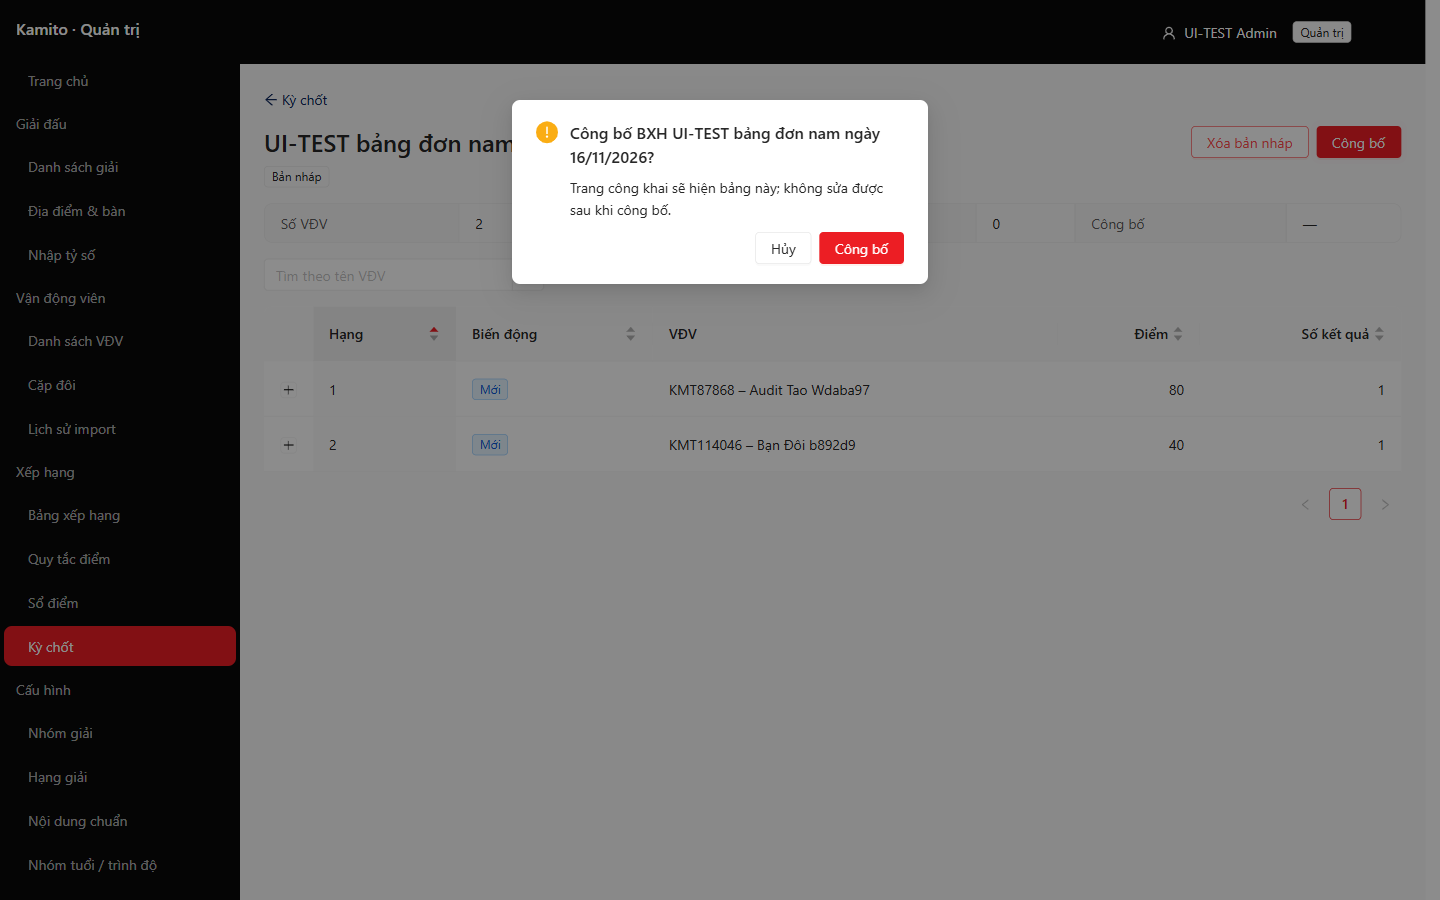 Kamito · Quản trị
UI-TEST Admin
Quản trị
Trang chủ
Giải đấu
Danh sách giải
Địa điểm & bàn
Nhập tỷ số
Vận động viên
Danh sách VĐV
Cặp đôi
Lịch sử import
Xếp hạng
Bảng xếp hạng
Quy tắc điểm
Sổ điểm
Kỳ chốt
Cấu hình
Nhóm giải
Hạng giải
Nội dung chuẩn
Nhóm tuổi / trình độ
Kỳ chốt
UI-TEST bảng đơn nam
Bản nháp
Xóa bản nháp
Công bố
Số VĐV
2
0
Công bố
—
Tìm theo tên VĐV
Công bố BXH UI-TEST bảng đơn nam ngày
16/11/2026?
Trang công khai sẽ hiện bảng này; không sửa được
sau khi công bố.
Hủy
Công bố
Hạng
Biến động
VĐV
Điểm
Số kết quả
1
Mới
KMT87868 – Audit Tao Wdaba97
80
1
2
Mới
KMT114046 – Bạn Đôi b892d9
40
1
1